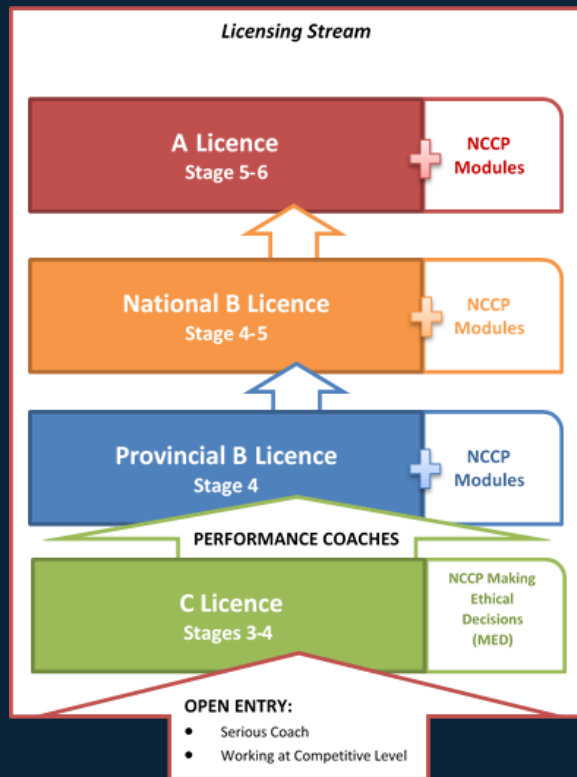 Licensing Stream
A Licence
Stage 5-6
NCCP
Modules
National B Licence
Stage 4-5
NCCP
Modules
Provincial B Licence
Stage 4
NCCP
Modules
PERFORMANCE COACHES
C Licence
Stages 3-4
NCCP Making
Ethical
Decisions
(MED)
OPEN ENTRY:
• Serious Coach
• Working at Competitive Level